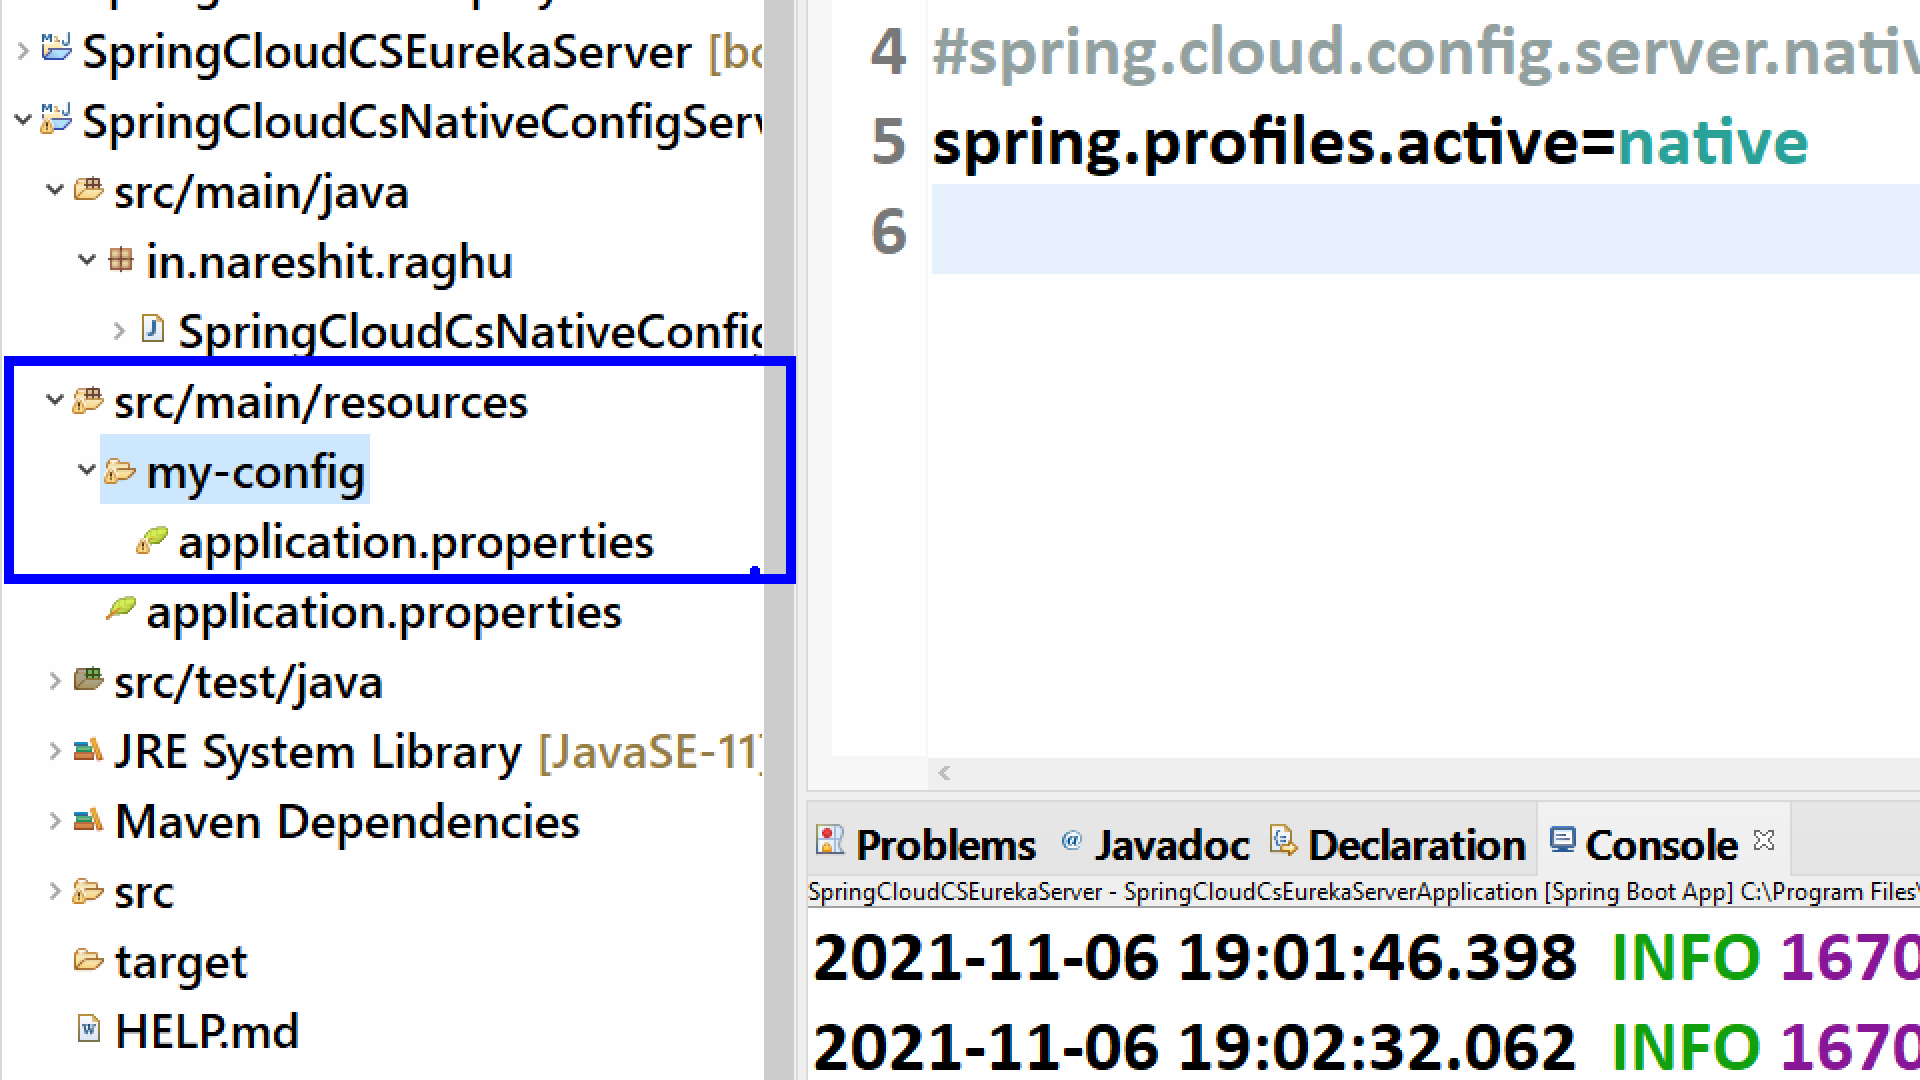 SpringCloudCSEurekaServer [bo
SpringCloudCsNativeConfigServ
src/main/java
in.nareshit.raghu
SpringCloudCsNativeConfig
src/main/resources
my-config
application.properties
application.properties
src/test/java
JRE System Library [JavaSE-11]
Maven Dependencies
src
target
HELP.md
4 #spring.cloud.config.server.nativ
5 spring.profiles.active=native
6
Problems @ Javadoc Declaration Console
SpringCloudCSEurekaServer - SpringCloudCsEurekaServerApplication [Spring Boot App] C:\Program Files\
2021-11-06 19:01:46.398 INFO 1670
2021-11-06 19:02:32.062 INFO 1670